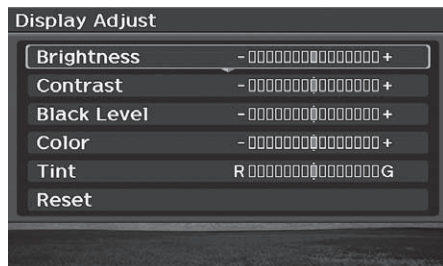 Display Adjust
Brightness - +
Contrast - +
Black Level - +
Color - +
Tint R G
Reset